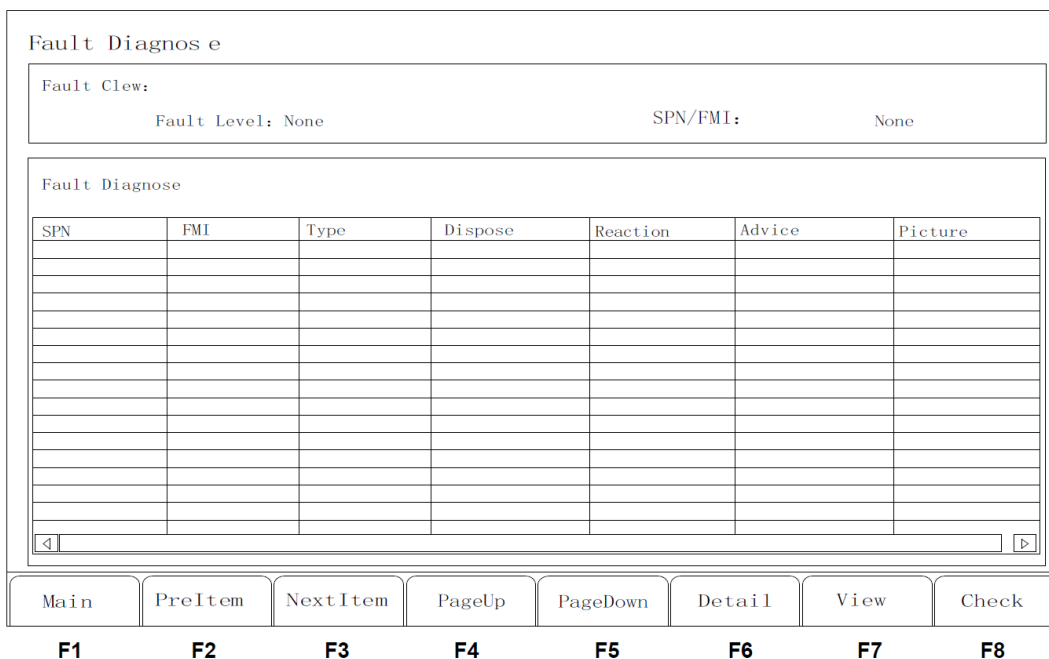 Fault Diagnos e
Fault Clew:
Fault Level: None SPN/FMI: None
Fault Diagnose
SPN FMI Type Dispose Reaction Advice Picture
Main PreItem NextItem PageUp PageDown Detail View Check
F1 F2 F3 F4 F5 F6 F7 F8